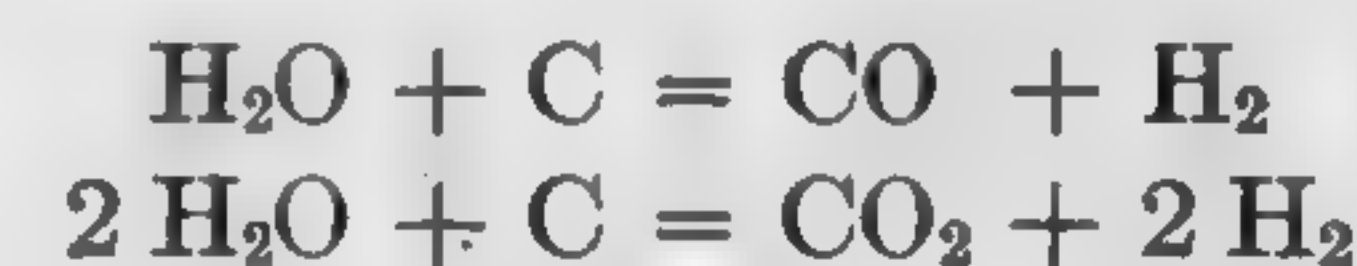 H₂O + C = CO + H₂
2 H₂O + C = CO₂ + 2 H₂